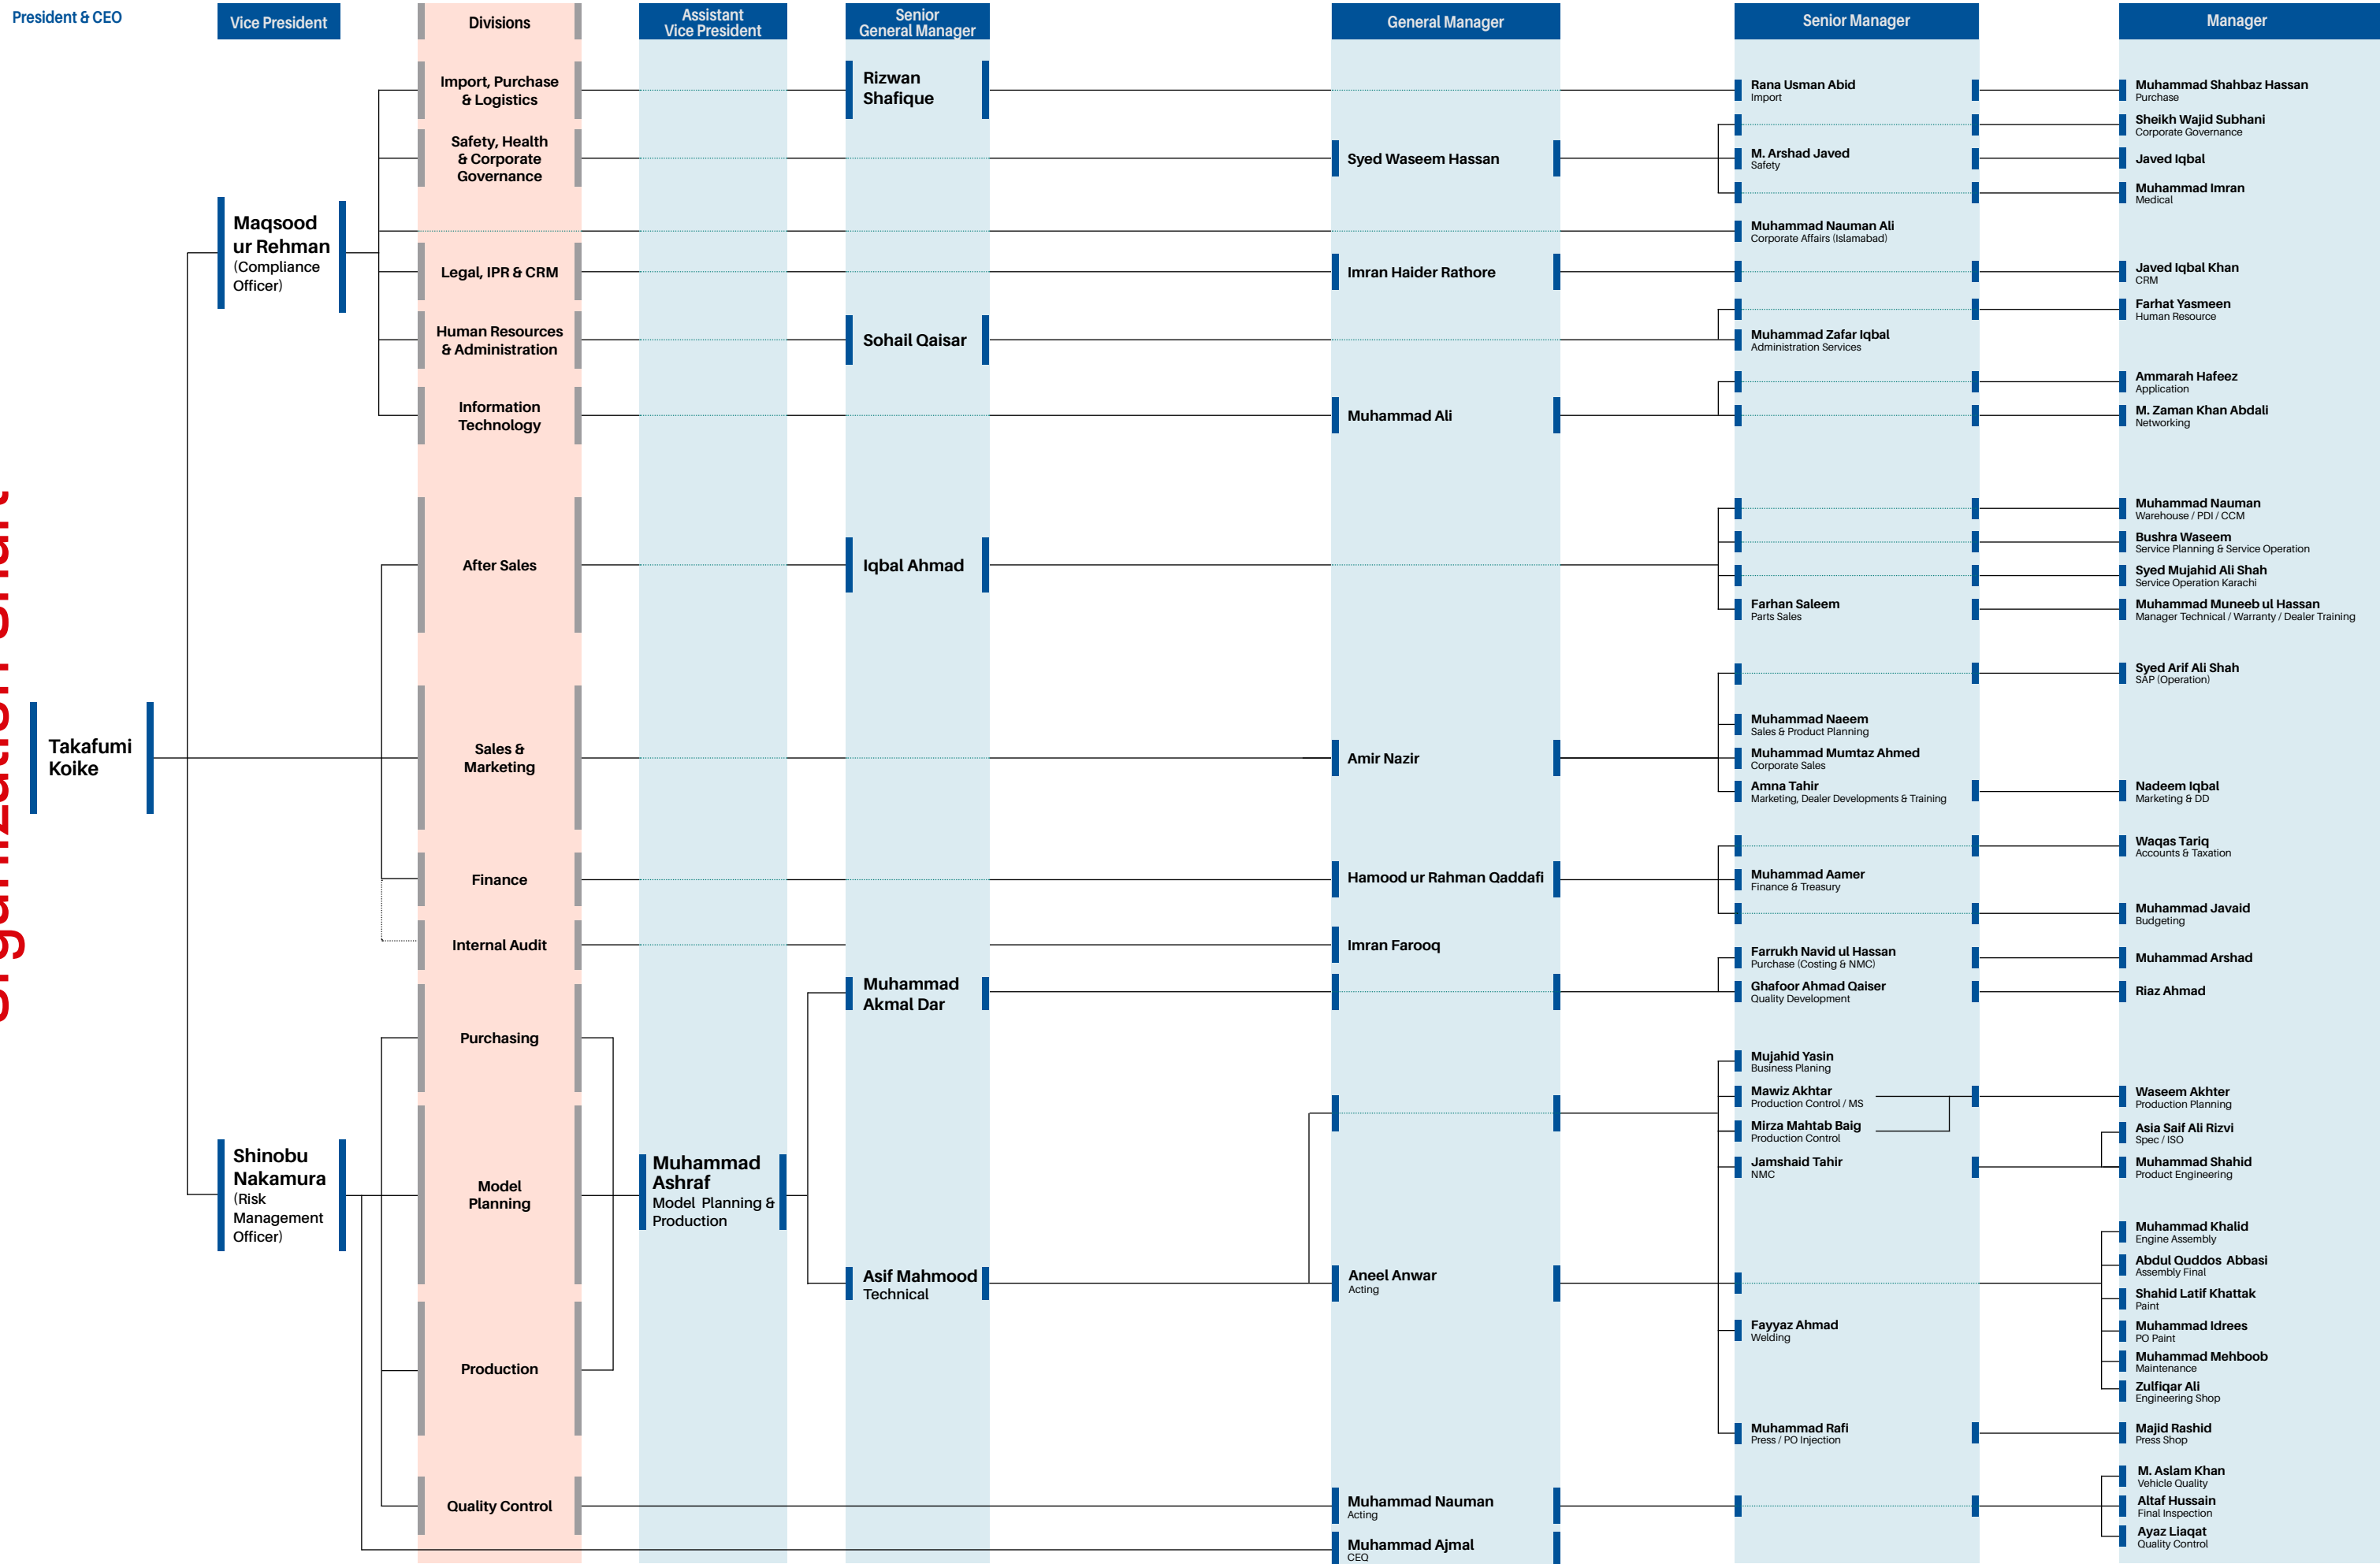 President & CEO
Vice President
Divisions
Assistant
Vice President
Senior
General Manager
General Manager
Senior Manager
Manager
Organization Chart
Takafumi
Koike
Maqsood
ur Rehman
(Compliance
Officer)
Shinobu
Nakamura
(Risk
Management
Officer)
Import, Purchase
& Logistics
Safety, Health
& Corporate
Governance
Legal, IPR & CRM
Human Resources
& Administration
Information
Technology
After Sales
Sales &
Marketing
Finance
Internal Audit
Purchasing
Model
Planning
Production
Quality Control
Muhammad
Ashraf
Model Planning &
Production
Rizwan
Shafique
Sohail Qaisar
Iqbal Ahmad
Muhammad
Akmal Dar
Asif Mahmood
Technical
Syed Waseem Hassan
Imran Haider Rathore
Muhammad Ali
Amir Nazir
Hamood ur Rahman Qaddafi
Imran Farooq
Aneel Anwar
Acting
Muhammad Nauman
Acting
Muhammad Ajmal
CEQ
Rana Usman Abid
Import
M. Arshad Javed
Safety
Muhammad Nauman Ali
Corporate Affairs (Islamabad)
Muhammad Zafar Iqbal
Administration Services
Farhan Saleem
Parts Sales
Muhammad Naeem
Sales & Product Planning
Muhammad Mumtaz Ahmed
Corporate Sales
Amna Tahir
Marketing, Dealer Developments & Training
Muhammad Aamer
Finance & Treasury
Farrukh Navid ul Hassan
Purchase (Costing & NMC)
Ghafoor Ahmad Qaiser
Quality Development
Mujahid Yasin
Business Planing
Mawiz Akhtar
Production Control / MS
Mirza Mahtab Baig
Production Control
Jamshaid Tahir
NMC
Fayyaz Ahmad
Welding
Muhammad Rafi
Press / PO Injection
Muhammad Shahbaz Hassan
Purchase
Sheikh Wajid Subhani
Corporate Governance
Javed Iqbal
Muhammad Imran
Medical
Javed Iqbal Khan
CRM
Farhat Yasmeen
Human Resource
Ammarah Hafeez
Application
M. Zaman Khan Abdali
Networking
Muhammad Nauman
Warehouse / PDI / CCM
Bushra Waseem
Service Planning & Service Operation
Syed Mujahid Ali Shah
Service Operation Karachi
Muhammad Muneeb ul Hassan
Manager Technical / Warranty / Dealer Training
Syed Arif Ali Shah
SAP (Operation)
Nadeem Iqbal
Marketing & DD
Waqas Tariq
Accounts & Taxation
Muhammad Javaid
Budgeting
Muhammad Arshad
Riaz Ahmad
Waseem Akhter
Production Planning
Asia Saif Ali Rizvi
Spec / ISO
Muhammad Shahid
Product Engineering
Muhammad Khalid
Engine Assembly
Abdul Quddos Abbasi
Assembly Final
Shahid Latif Khattak
Paint
Muhammad Idrees
PO Paint
Muhammad Mehboob
Maintenance
Zulfiqar Ali
Engineering Shop
Majid Rashid
Press Shop
M. Aslam Khan
Vehicle Quality
Altaf Hussain
Final Inspection
Ayaz Liaqat
Quality Control